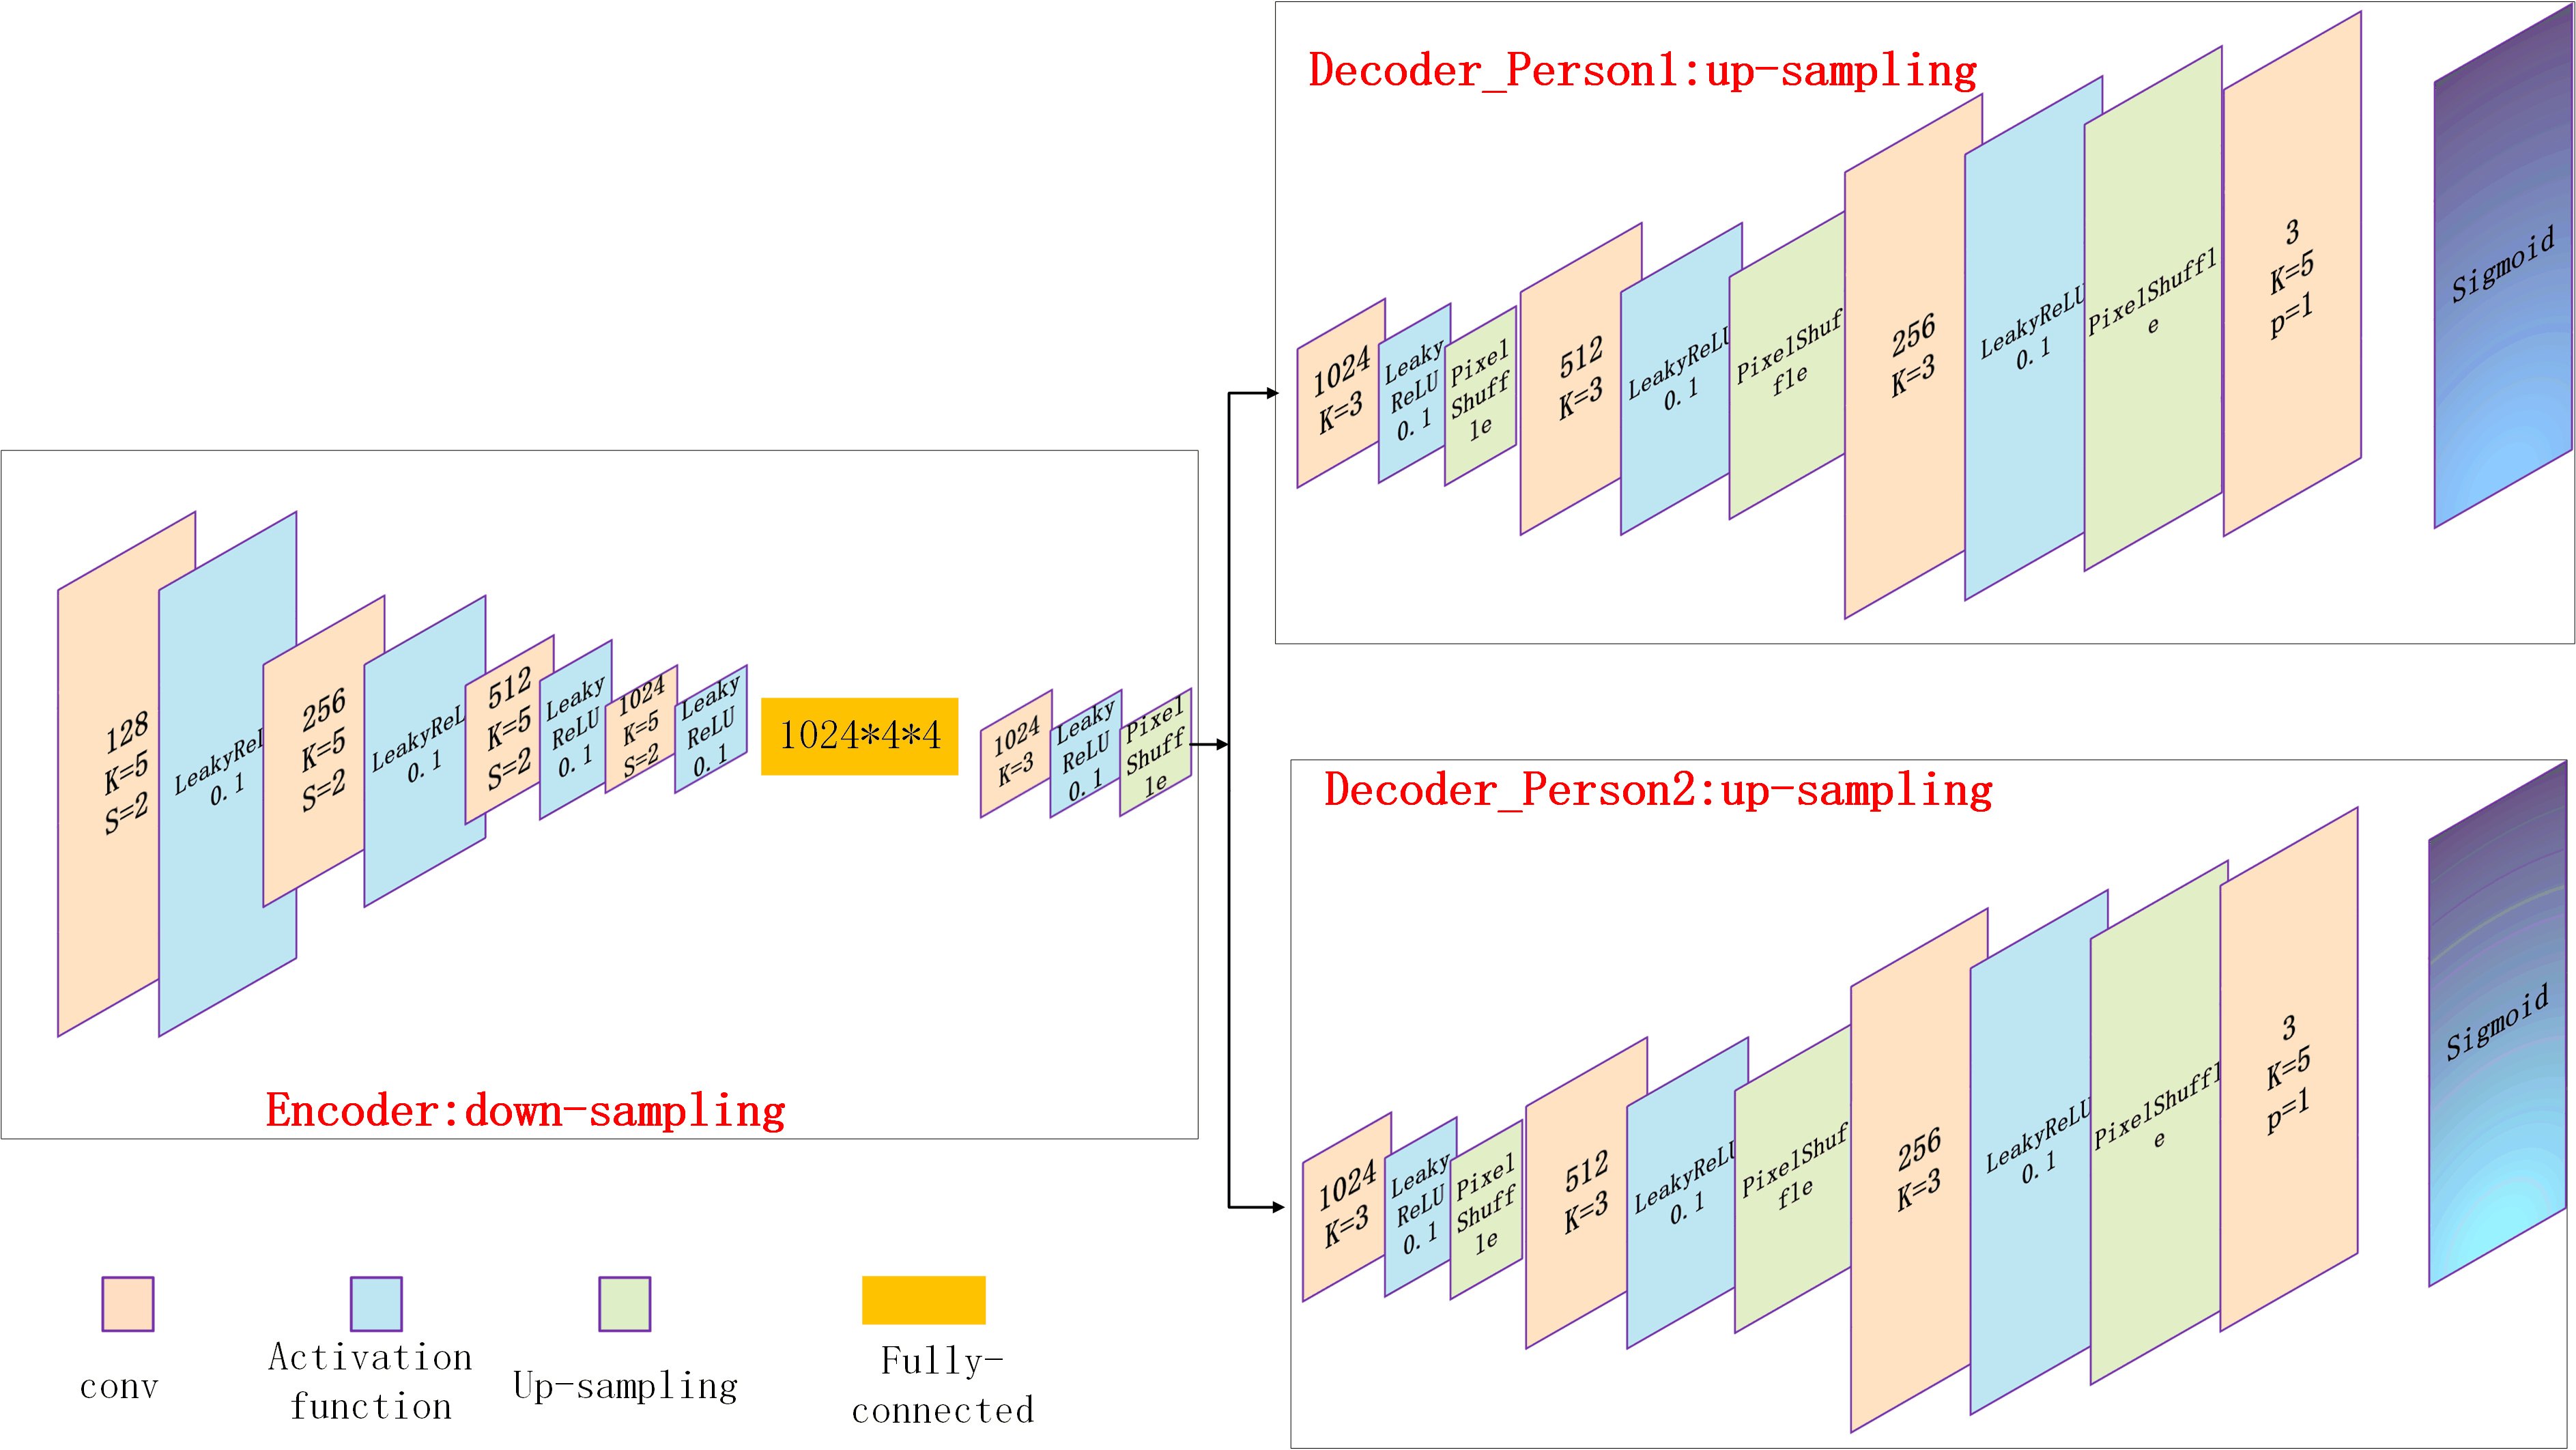 Decoder_Person1:up-sampling
1024
K=3
Leaky
ReLU
0.1
Pixel
Shuff
le
512
K=3
LeakyReLU
0.1
PixelShuf
fle
256
K=3
LeakyReLU
0.1
PixelShuffl
e
3
K=5
p=1
Sigmoid
128
K=5
S=2
LeakyReL
0.1
256
K=5
S=2
LeakyReL
0.1
512
K=5
S=2
Leaky
ReLU
0.1
1024
K=5
S=2
Leaky
ReLU
0.1
1024*4*4
1024
K=3
Leaky
ReLU
0.1
Pixel
Shuff
le
Encoder:down-sampling
Decoder_Person2:up-sampling
1024
K=3
Leaky
ReLU
0.1
Pixel
Shuff
le
512
K=3
LeakyReLU
0.1
PixelShuf
fle
256
K=3
LeakyReLU
0.1
PixelShuffl
e
3
K=5
p=1
Sigmoid
conv
Activation
function
Up-sampling
Fully-
connected